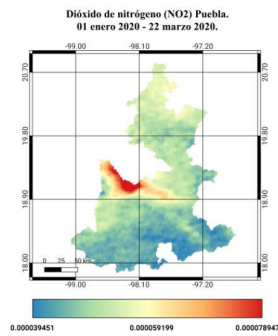 Dióxido de nitrógeno (NO2) Puebla.
01 enero 2020 - 22 marzo 2020.
-99.00 -98.10 -97.20
20.70 20.70
19.80 19.80
18.90 18.90
18.00 18.00
0 25 50 km
-99.00 -98.10 -97.20
0.000039451 0.000059199 0.000078947